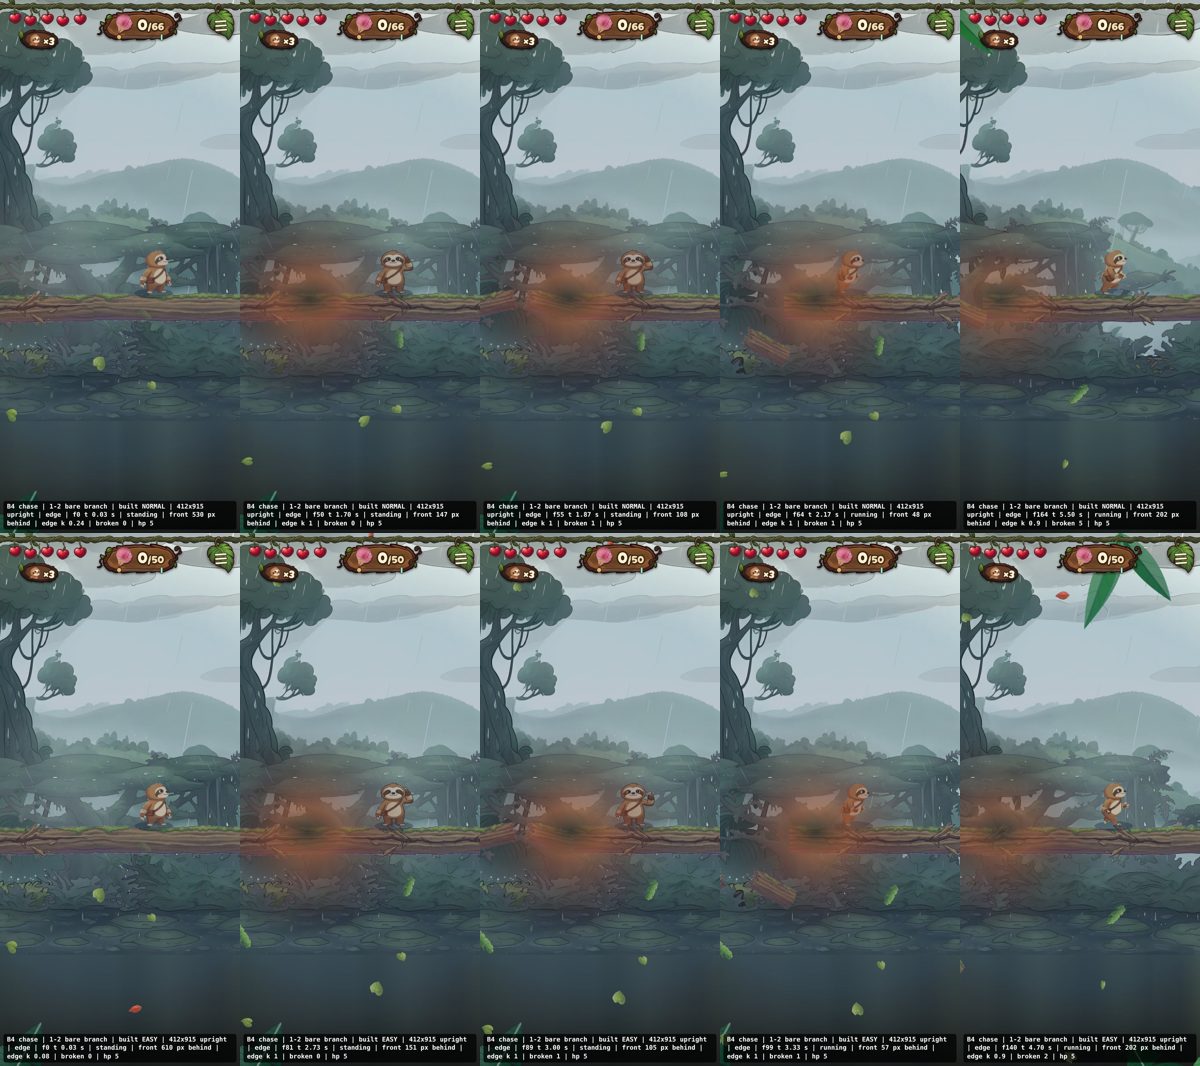 0/66
×3
0/66
×3
0/66
×3
0/66
×3
0/66
×3
B4 chase | 1-2 bare branch | built NORMAL | 412x915
upright | edge | f0 t 0.03 s | standing | front 530 px
behind | edge k 0.24 | broken 0 | hp 5
B4 chase | 1-2 bare branch | built NORMAL | 412x915
upright | edge | f50 t 1.70 s | standing | front 147 px
behind | edge k 1 | broken 0 | hp 5
B4 chase | 1-2 bare branch | built NORMAL | 412x915
upright | edge | f55 t 1.87 s | standing | front 108 px
behind | edge k 1 | broken 1 | hp 5
B4 chase | 1-2 bare branch | built NORMAL | 412x915
upright | edge | f64 t 2.17 s | running | front 48 px
behind | edge k 1 | broken 1 | hp 5
B4 chase | 1-2 bare branch | built NORMAL | 412x915
upright | edge | f164 t 5.50 s | running | front 202 px
behind | edge k 0.9 | broken 5 | hp 5
0/50
×3
0/50
×3
0/50
×3
0/50
×3
0/50
×3
B4 chase | 1-2 bare branch | built EASY | 412x915 upright
| edge | f0 t 0.03 s | standing | front 610 px behind |
edge k 0.08 | broken 0 | hp 5
B4 chase | 1-2 bare branch | built EASY | 412x915 upright
| edge | f81 t 2.73 s | standing | front 151 px behind |
edge k 1 | broken 0 | hp 5
B4 chase | 1-2 bare branch | built EASY | 412x915 upright
| edge | f89 t 3.00 s | standing | front 105 px behind |
edge k 1 | broken 1 | hp 5
B4 chase | 1-2 bare branch | built EASY | 412x915 upright
| edge | f99 t 3.33 s | running | front 57 px behind |
edge k 1 | broken 1 | hp 5
B4 chase | 1-2 bare branch | built EASY | 412x915 upright
| edge | f140 t 4.70 s | running | front 202 px behind |
edge k 0.9 | broken 2 | hp 5